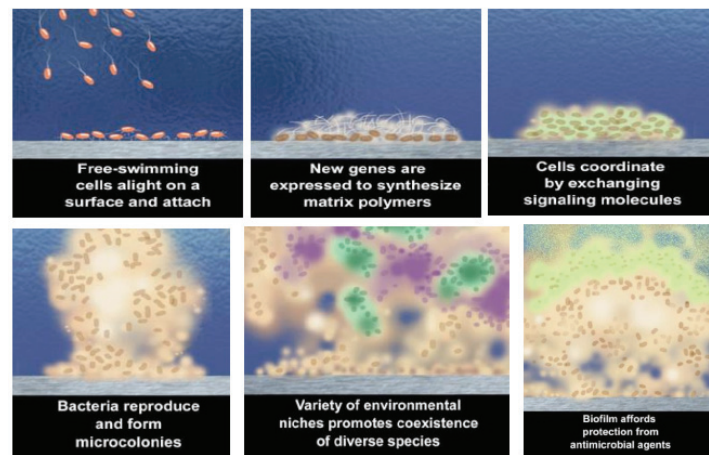 Free-swimming
cells alight on a
surface and attach
New genes are
expressed to synthesize
matrix polymers
Cells coordinate
by exchanging
signaling molecules
Bacteria reproduce
and form
microcolonies
Variety of environmental
niches promotes coexistence
of diverse species
Biofilm affords
protection from
antimicrobial agents